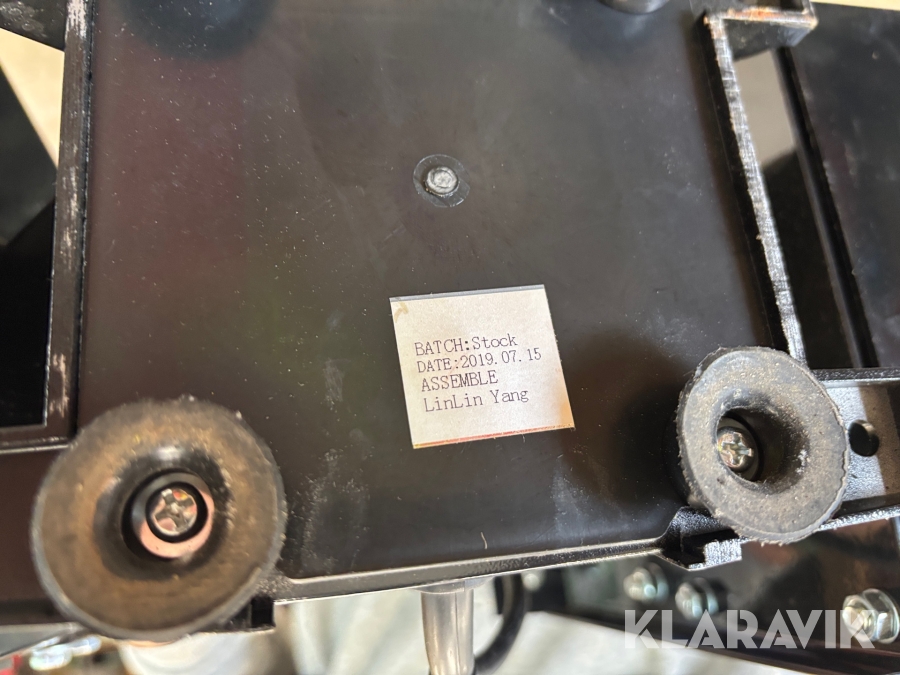 BATCH:Stock
DATE:2019.07.15
ASSEMBLE
LinLin Yang
KLARAVIK